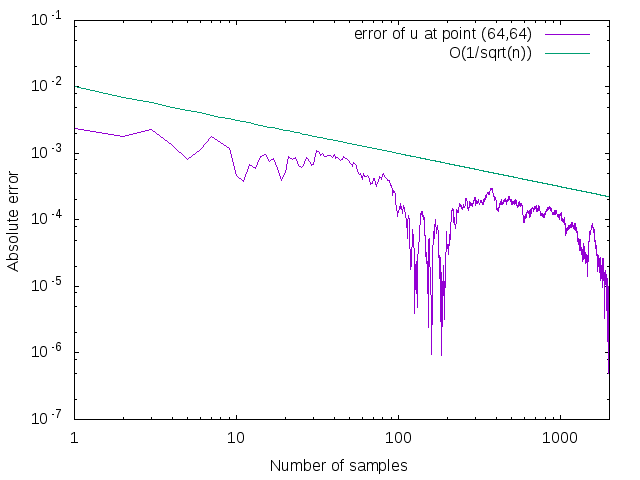 10^-1
error of u at point (64,64)
O(1/sqrt(n))
10^-2
10^-3
10^-4
10^-5
10^-6
10^-7
Absolute error
1 10 100 1000
Number of samples